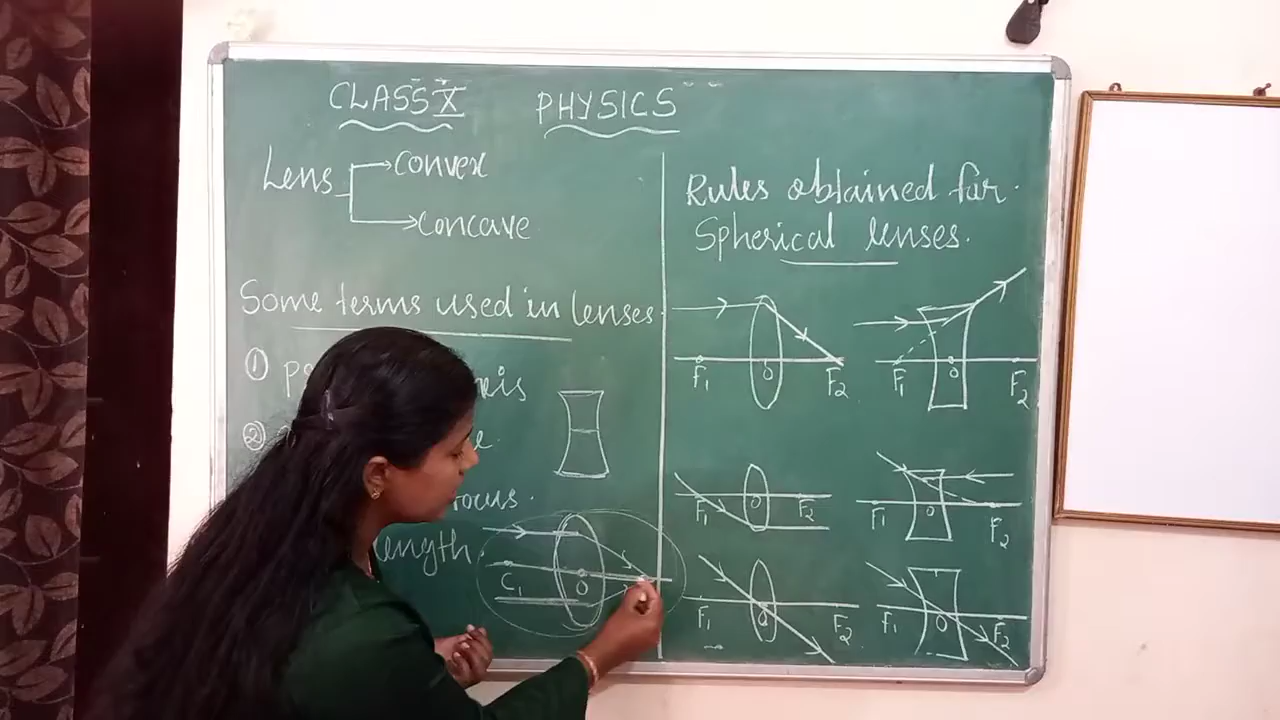 CLASS X PHYSICS
Lens
Convex
Concave
Some terms used in lenses
①
②
focus.
length
C₁
O
Rules obtained for
Spherical lenses.
F₁ O F₂
F₁ O F₂
F₁ O F₂
F₁ O F₂
F₁ O F₂
F₁ O F₂